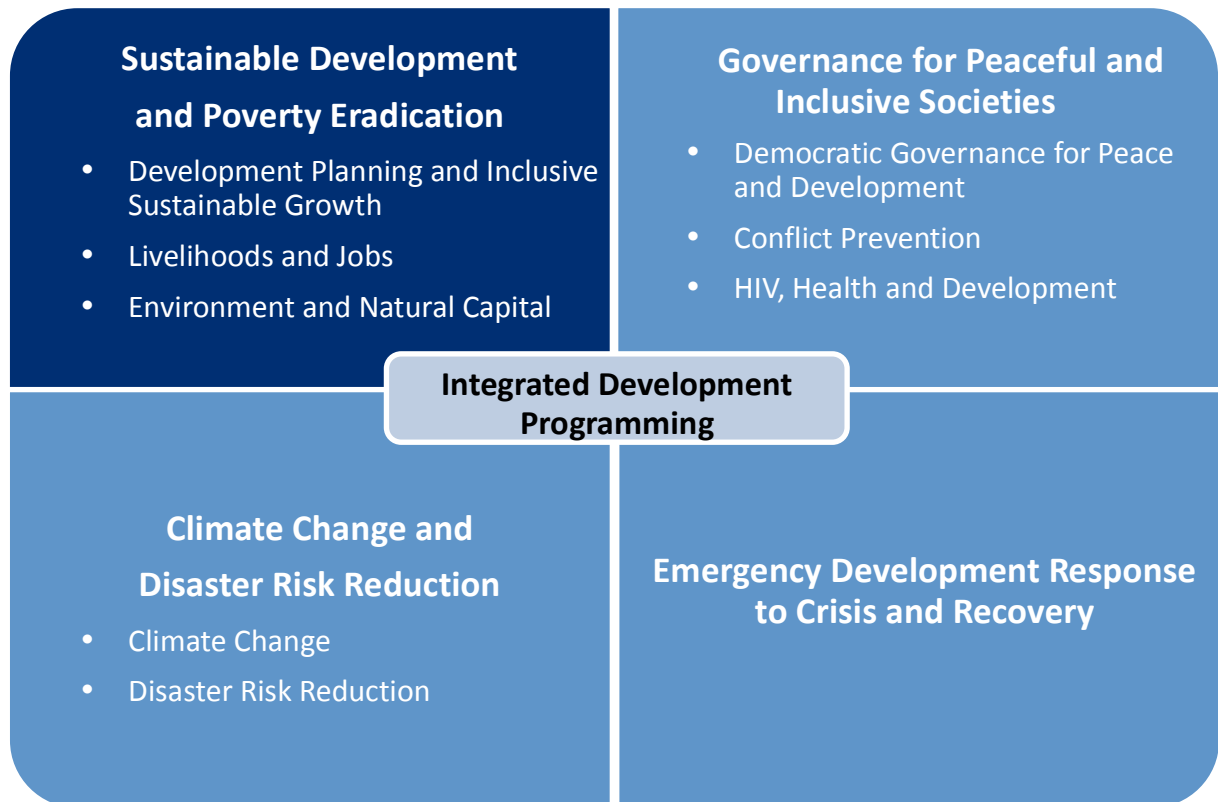 Sustainable Development
and Poverty Eradication
• Development Planning and Inclusive
Sustainable Growth
• Livelihoods and Jobs
• Environment and Natural Capital
Governance for Peaceful and
Inclusive Societies
• Democratic Governance for Peace
and Development
• Conflict Prevention
• HIV, Health and Development
Integrated Development
Programming
Climate Change and
Disaster Risk Reduction
• Climate Change
• Disaster Risk Reduction
Emergency Development Response
to Crisis and Recovery